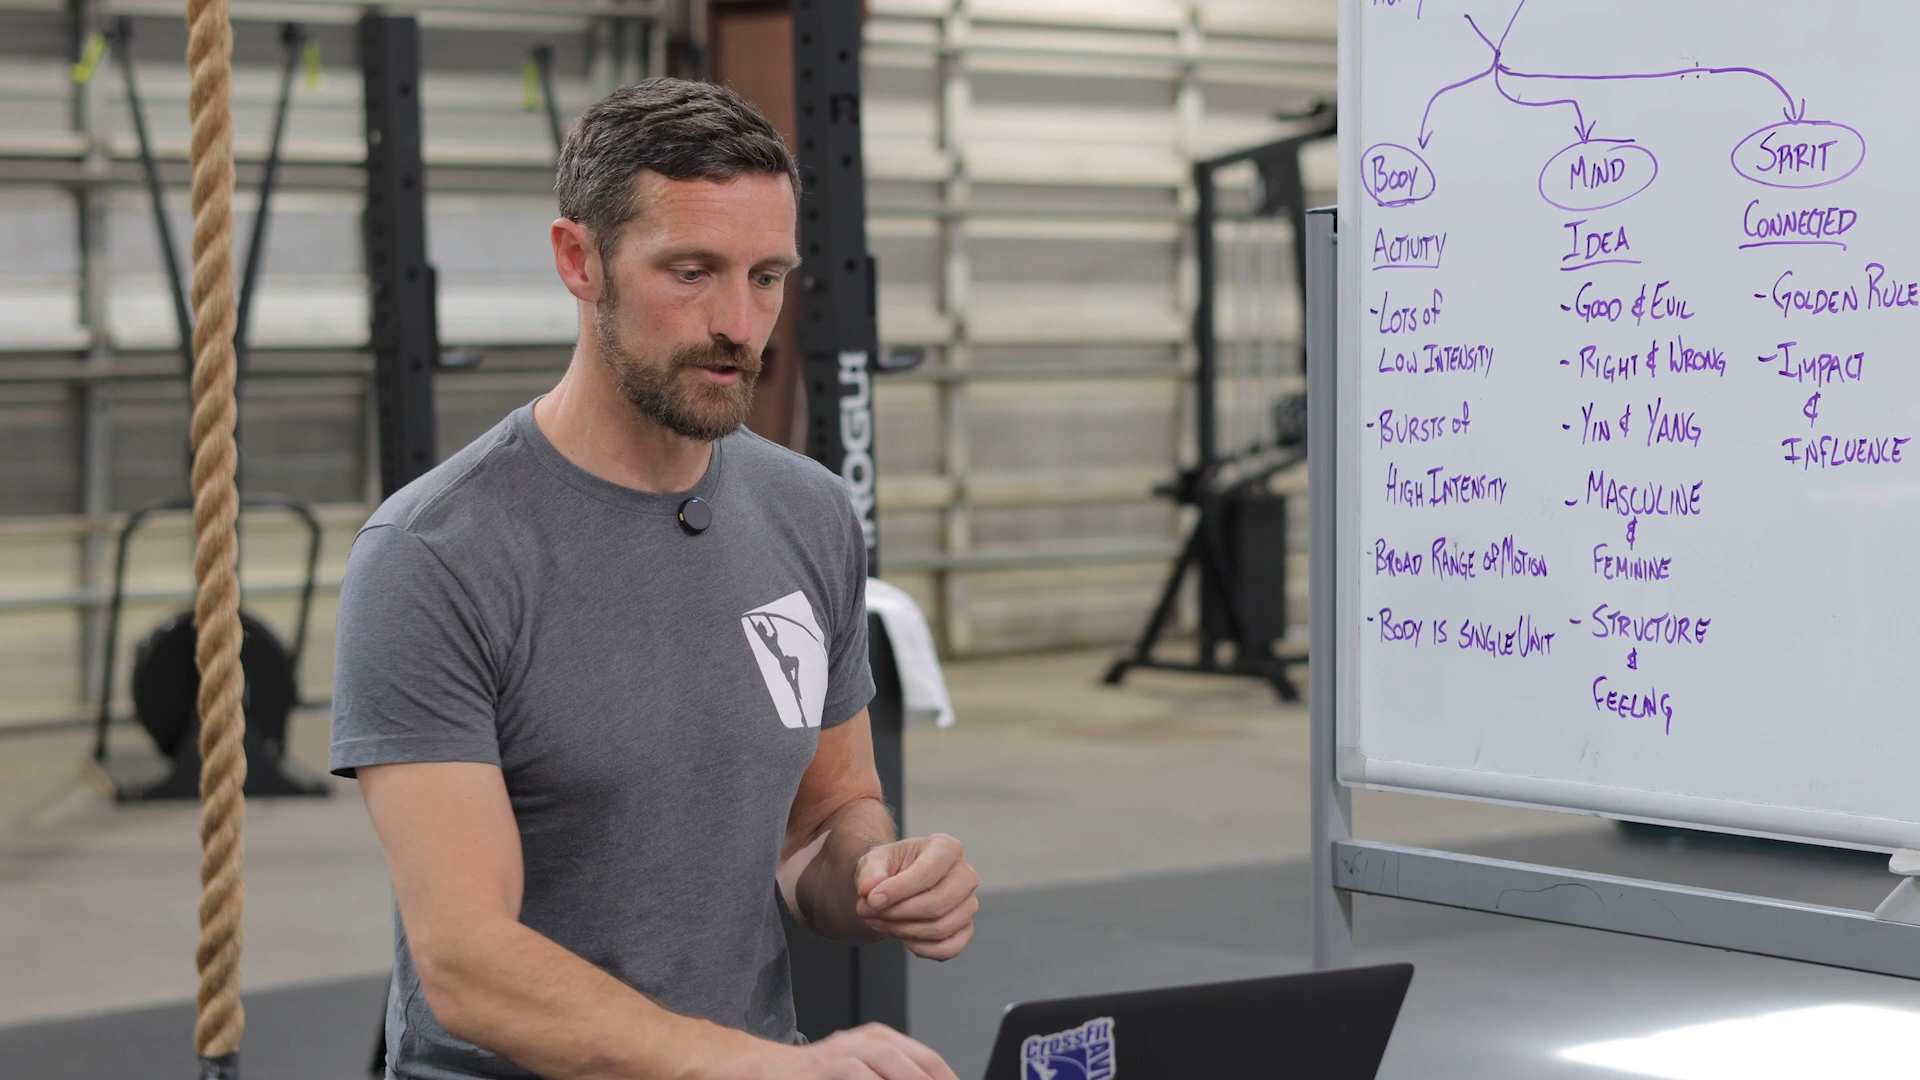 BODY
MIND
SPIRIT
ACTIVITY
IDEA
CONNECTED
-LOTS OF
LOW INTENSITY
-BURSTS OF
HIGH INTENSITY
-BROAD RANGE OF MOTION
-BODY IS SINGLE UNIT
-GOOD & EVIL
-RIGHT & WRONG
-YIN & YANG
-MASCULINE
&
FEMININE
-STRUCTURE
&
FEELING
-GOLDEN RULE
-IMPACT
&
INFLUENCE
ROGUE
CrossFit